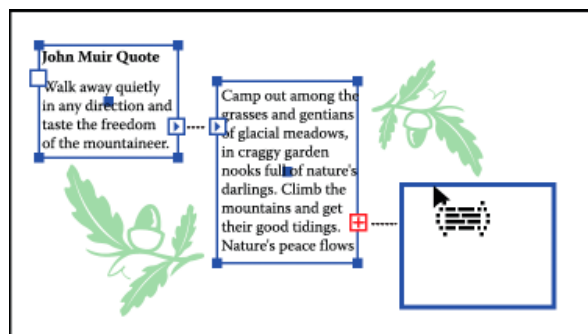 John Muir Quote
Walk away quietly
in any direction and
taste the freedom
of the mountaineer.
Camp out among the
grasses and gentians
of glacial meadows,
in craggy garden
nooks full of nature's
darlings. Climb the
mountains and get
their good tidings.
Nature's peace flows